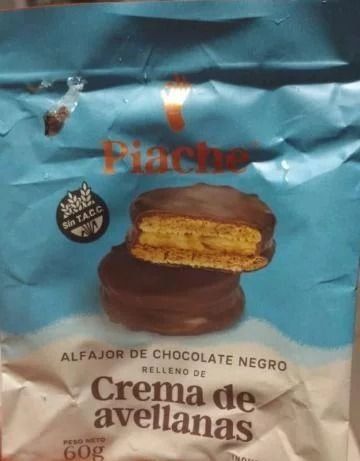 Piache
Sin T.A.C.C.
ALFAJOR DE CHOCOLATE NEGRO
RELLENO DE
Crema de
avellanas
PESO NETO
60g